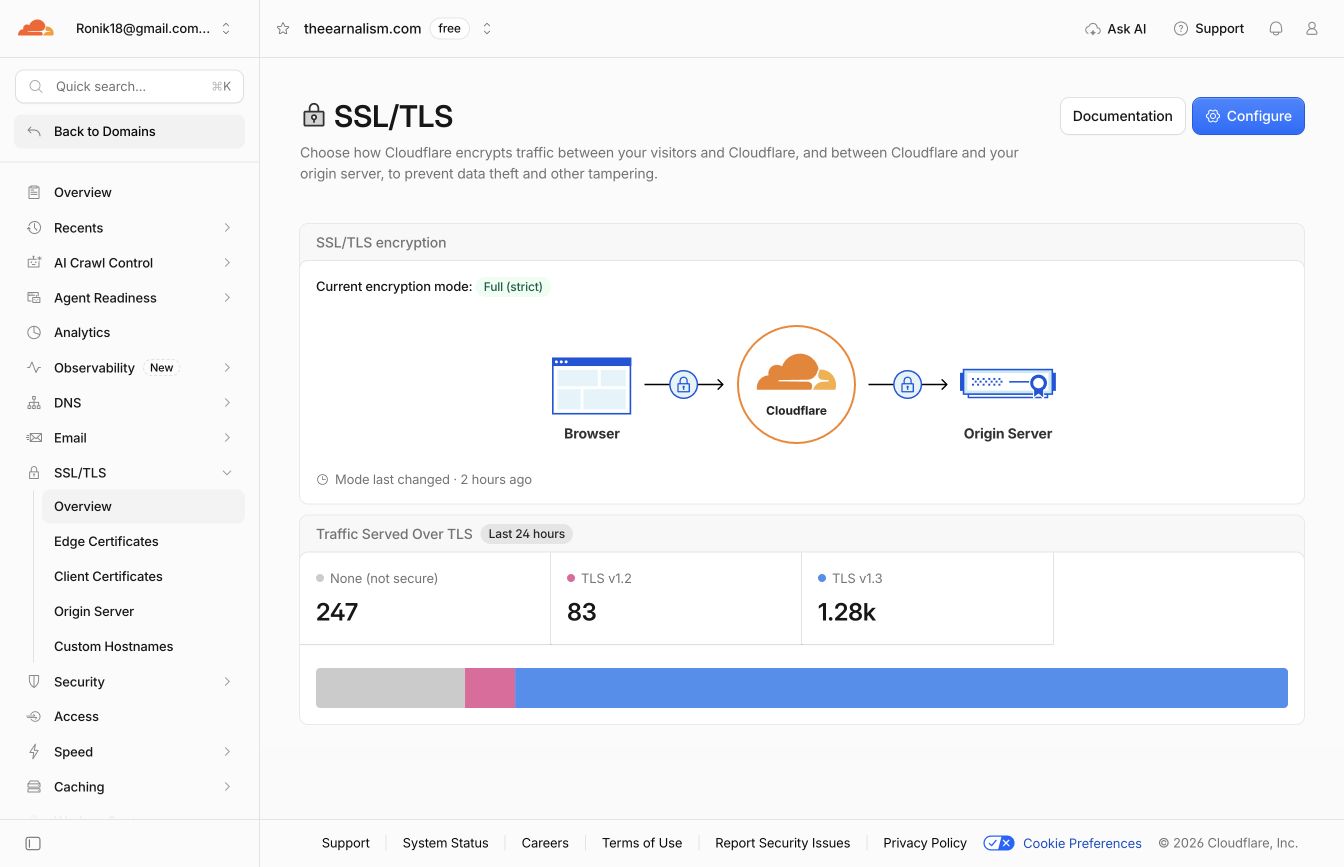 Ronik18@gmail.com...
theearnalism.com
free
Ask AI
Support
Quick search...
⌘K
Back to Domains
Overview
Recents
AI Crawl Control
Agent Readiness
Analytics
Observability New
DNS
Email
SSL/TLS
Overview
Edge Certificates
Client Certificates
Origin Server
Custom Hostnames
Security
Access
Speed
Caching
SSL/TLS
Documentation
Configure
Choose how Cloudflare encrypts traffic between your visitors and Cloudflare, and between Cloudflare and your
origin server, to prevent data theft and other tampering.
SSL/TLS encryption
Current encryption mode: Full (strict)
Cloudflare
Browser
Origin Server
Mode last changed · 2 hours ago
Traffic Served Over TLS Last 24 hours
None (not secure)
247
TLS v1.2
83
TLS v1.3
1.28k
Support
System Status
Careers
Terms of Use
Report Security Issues
Privacy Policy
Cookie Preferences
© 2026 Cloudflare, Inc.